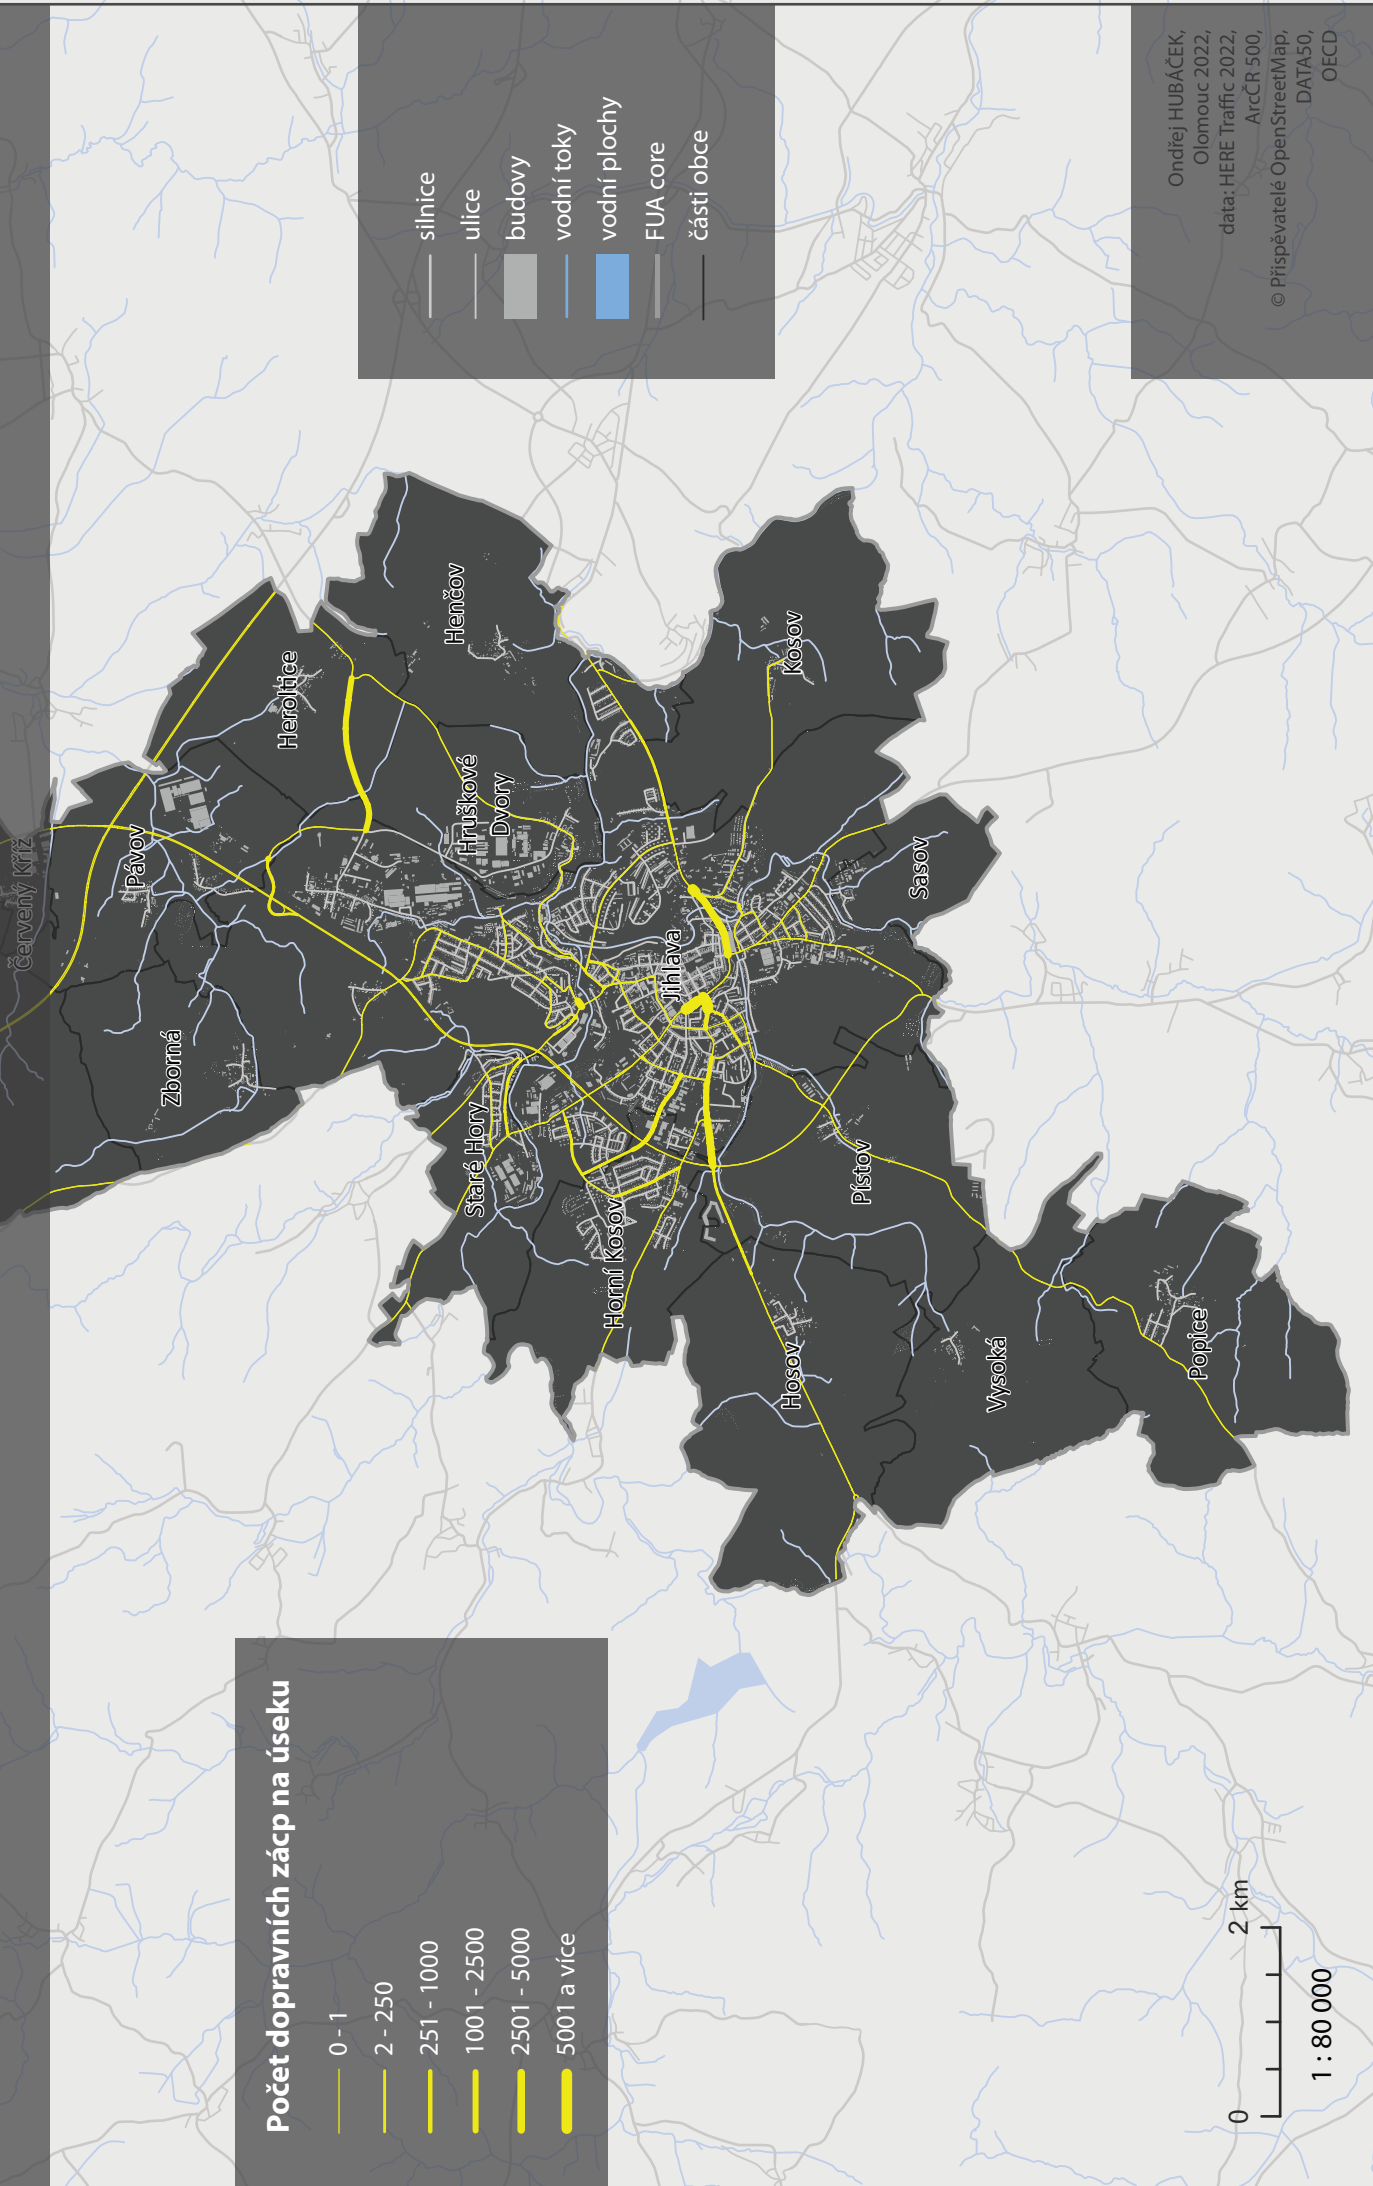 Počet dopravních zácp na úseku
0 - 1
2 - 250
251 - 1000
1001 - 2500
2501 - 5000
5001 a více
silnice
ulice
budovy
vodní toky
vodní plochy
FUA core
části obce
Ondřej HUBÁČEK,
Olomouc 2022,
data: HERE Traffic 2022,
ArcČR 500,
© Přispěvatelé OpenStreetMap,
DATA50,
OECD
Červený Kříž
Pávov
Zborná
Heroltice
Henčov
Hruškové
Dvory
Staré Hory
Horní Kosov
Jihlava
Kosov
Hosov
Pístov
Sasov
Vysoká
Popice
0
2 km
1 : 80 000